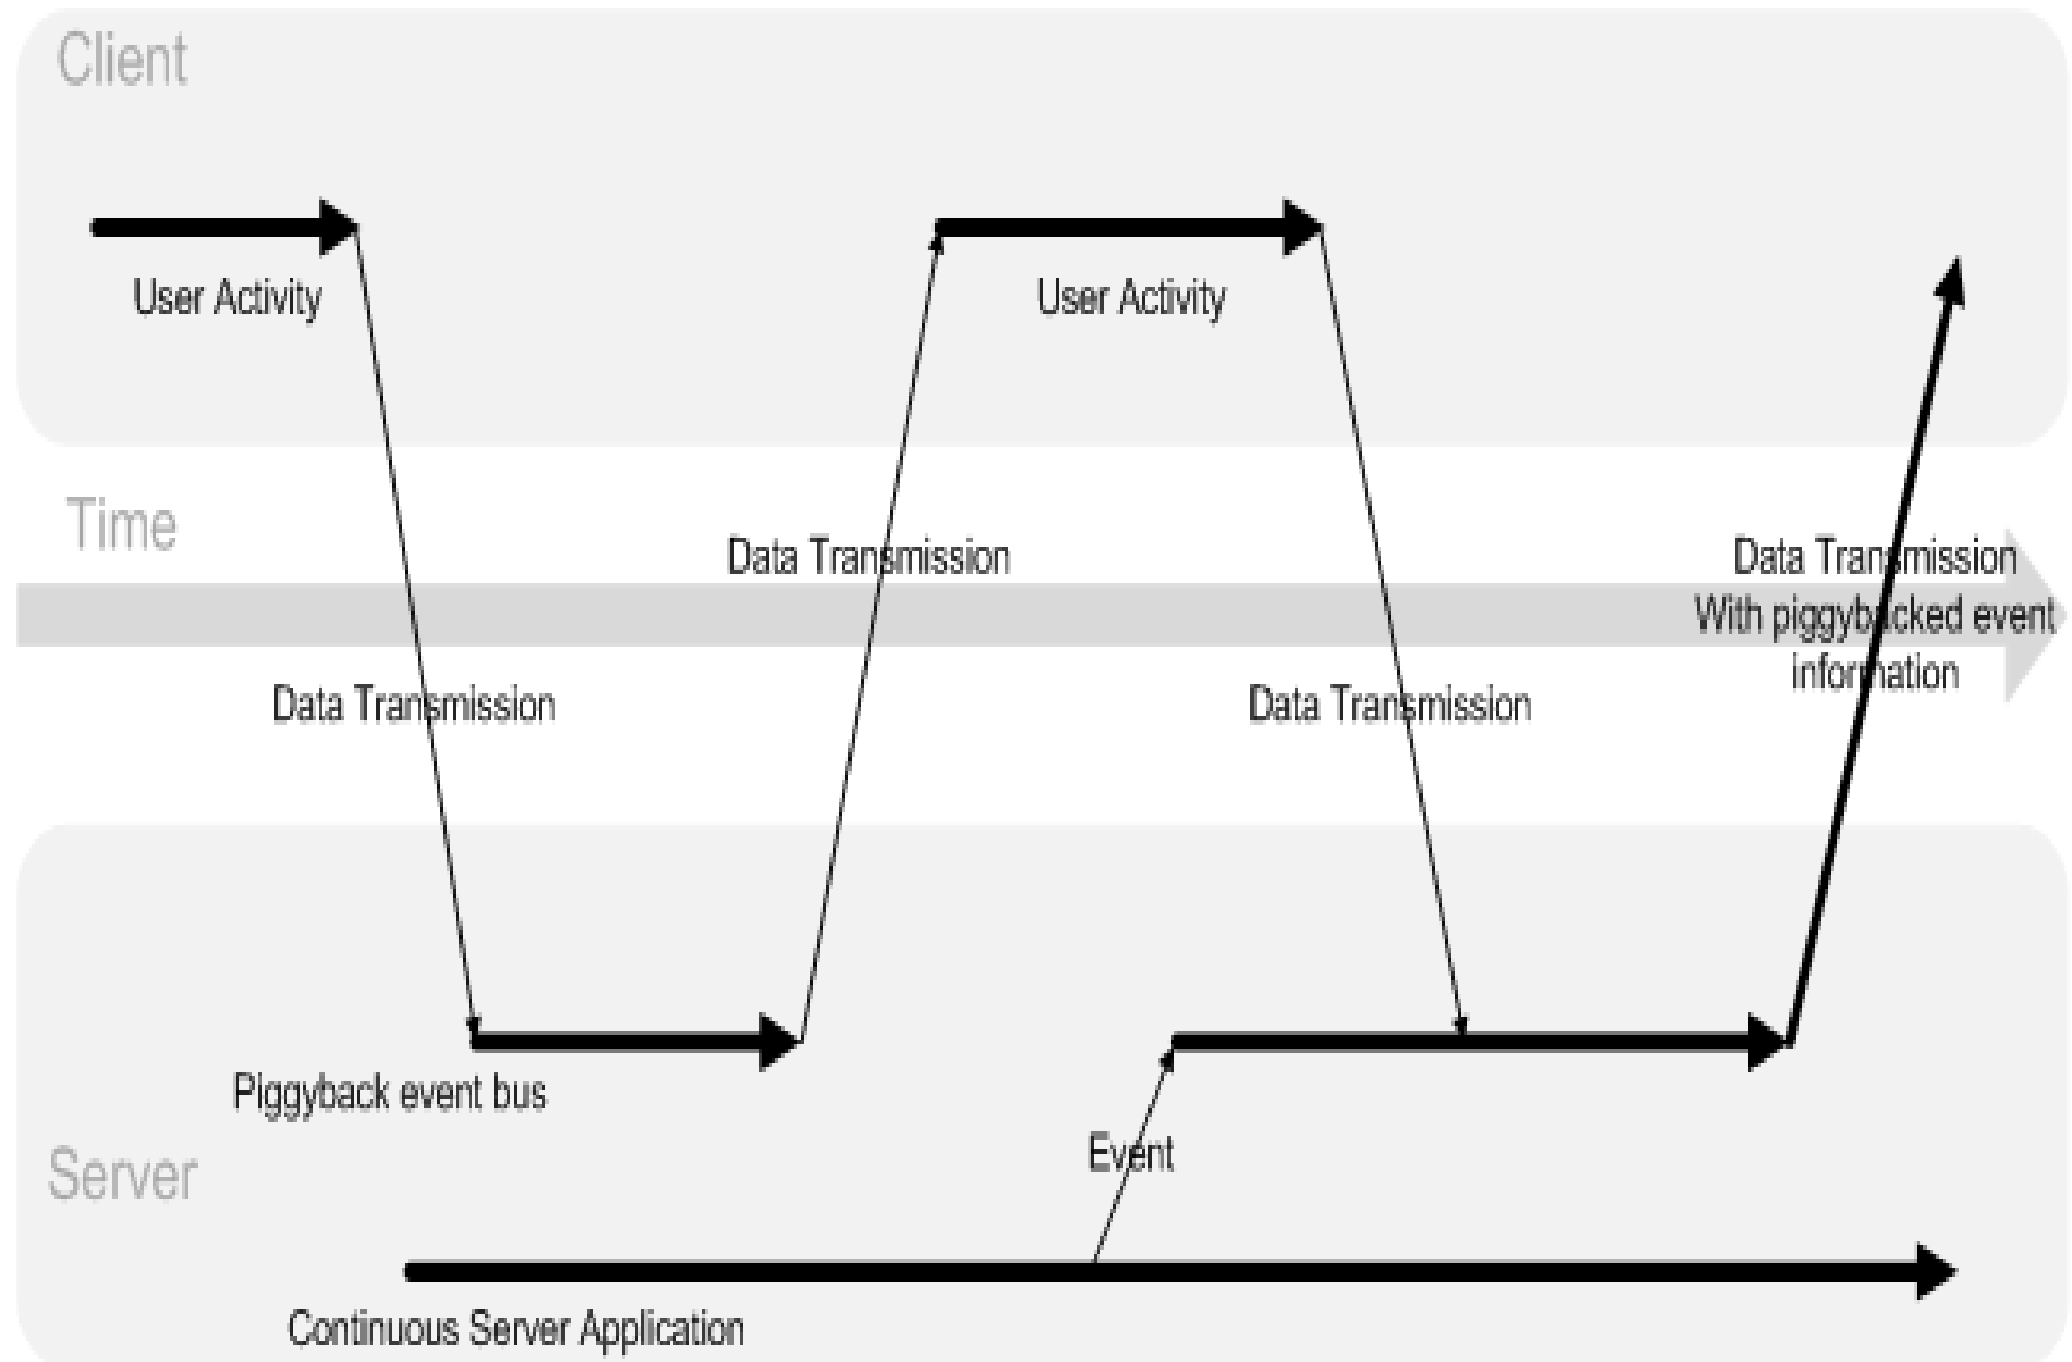 Client
User Activity
User Activity
Time
Data Transmission
Data Transmission
With piggybacked event
information
Data Transmission
Data Transmission
Piggyback event bus
Event
Server
Continuous Server Application